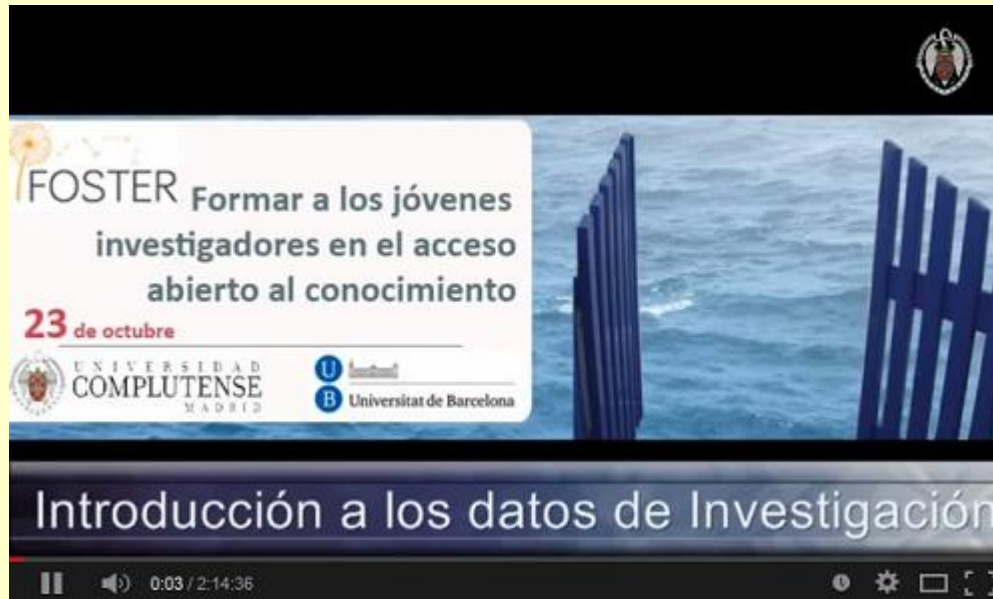 FOSTER
Formar a los jóvenes
investigadores en el acceso
abierto al conocimiento
23 de octubre
UNIVERSIDAD
COMPLUTENSE
MADRID
U
B Universitat de Barcelona
Introducción a los datos de Investigación
0:03 / 2:14:36